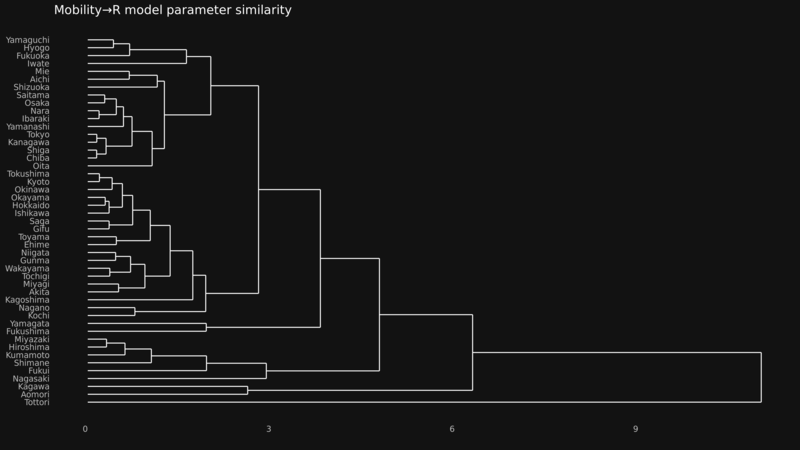 Mobility→R model parameter similarity
Yamaguchi
Hyogo
Fukuoka
Iwate
Mie
Aichi
Shizuoka
Saitama
Osaka
Nara
Ibaraki
Yamanashi
Tokyo
Kanagawa
Shiga
Chiba
Oita
Tokushima
Kyoto
Okinawa
Okayama
Hokkaido
Ishikawa
Saga
Gifu
Toyama
Ehime
Niigata
Gunma
Wakayama
Tochigi
Miyagi
Akita
Kagoshima
Nagano
Kochi
Yamagata
Fukushima
Miyazaki
Hiroshima
Kumamoto
Shimane
Fukui
Nagasaki
Kagawa
Aomori
Tottori
0 3 6 9